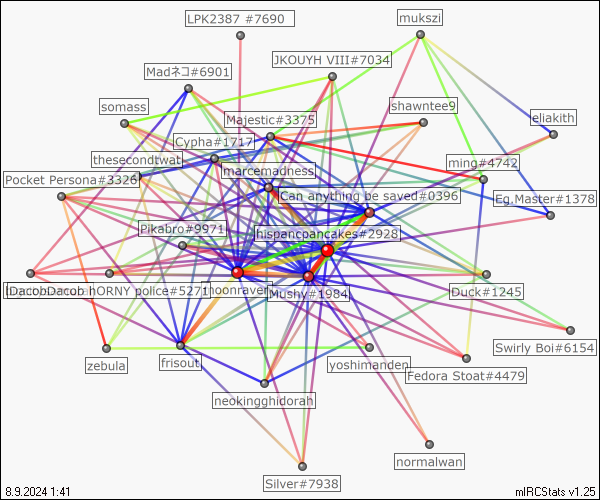 LPK2387 #7690
mukszi
JKOUYH VIII#7034
Madネコ#6901
somass
shawntee9
Majestic#3375
eliakith
Cypha#1717
thesecondtwat
ming#4742
marcemadness
Pocket Persona#3326
Can anything be saved#0396
Eg.Master#1378
Pikabro#9971
hispancpancakes#2928
DacobDacob
HORNY police#5271
moonraven
Mushy#1984
Duck#1245
Swirly Boi#6154
zebula
frisout
yoshimanden
Fedora Stoat#4479
neokingghidorah
normalwan
Silver#7938
8.9.2024 1:41
mIRCStats v1.25